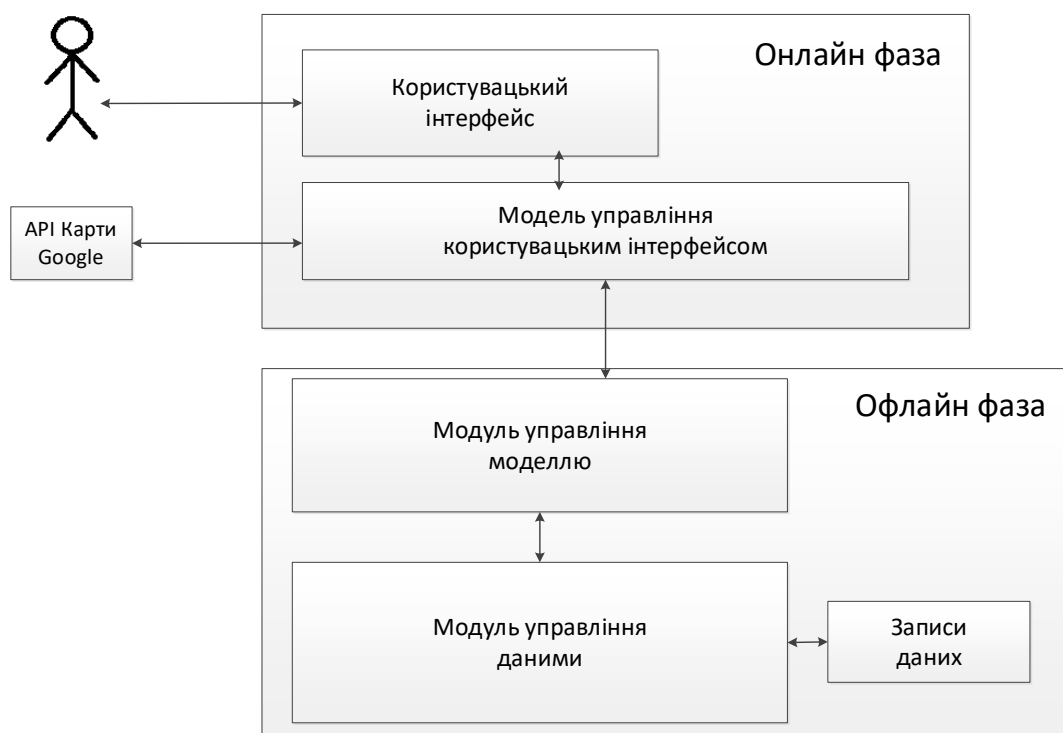 Онлайн фаза
Користувацький
інтерфейс
Модель управління
користувацьким інтерфейсом
API Карти
Google
Офлайн фаза
Модуль управління
моделлю
Модуль управління
даними
Записи
даних